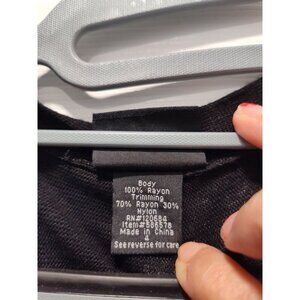 Body
100% Rayon
Trimming
70% Rayon 30%
Nylon
RN#120684
Item#586578
Made in China
4
See reverse for care